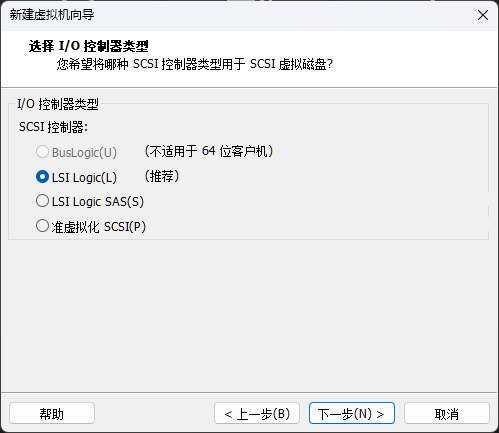 新建虚拟机向导
选择 I/O 控制器类型
您希望将哪种 SCSI 控制器类型用于 SCSI 虚拟磁盘?
I/O 控制器类型
SCSI 控制器:
BusLogic(U) (不适用于 64 位客户机)
LSI Logic(L) (推荐)
LSI Logic SAS(S)
准虚拟化 SCSI(P)
帮助 < 上一步(B) 下一步(N) > 取消